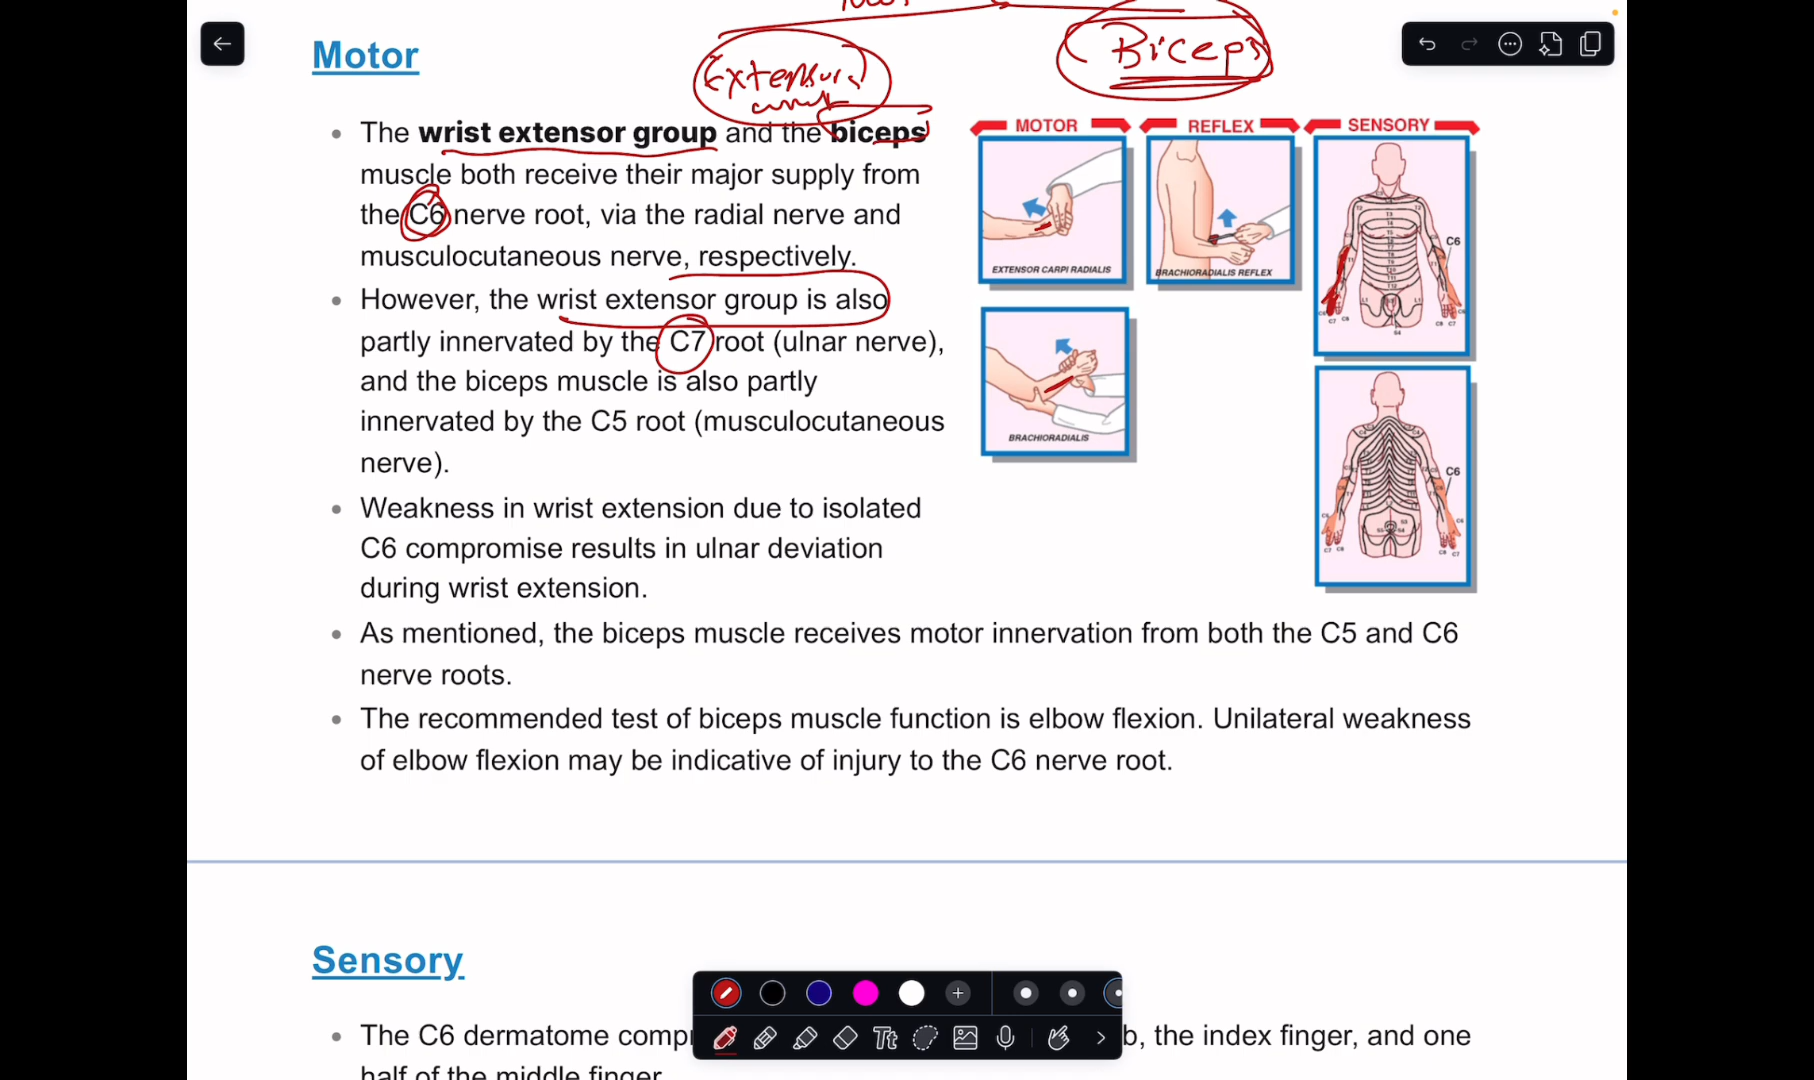 Motor
Extensors
Biceps
The wrist extensor group and the biceps
muscle both receive their major supply from
the C6 nerve root, via the radial nerve and
musculocutaneous nerve, respectively.
However, the wrist extensor group is also
partly innervated by the C7 root (ulnar nerve),
and the biceps muscle is also partly
innervated by the C5 root (musculocutaneous
nerve).
Weakness in wrist extension due to isolated
C6 compromise results in ulnar deviation
during wrist extension.
As mentioned, the biceps muscle receives motor innervation from both the C5 and C6
nerve roots.
The recommended test of biceps muscle function is elbow flexion. Unilateral weakness
of elbow flexion may be indicative of injury to the C6 nerve root.
MOTOR
REFLEX
SENSORY
EXTENSOR CARPI RADIALIS
BRACHIORADIALIS REFLEX
BRACHIORADIALIS
C6
C6
Sensory
The C6 dermatome comp
b, the index finger, and one
half of the middle finger
Tt